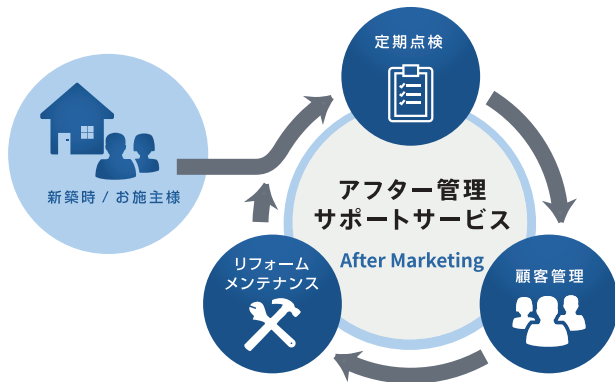 定期点検
新築時 / お施主様
アフター管理
サポートサービス
After Marketing
リフォーム
メンテナンス
顧客管理